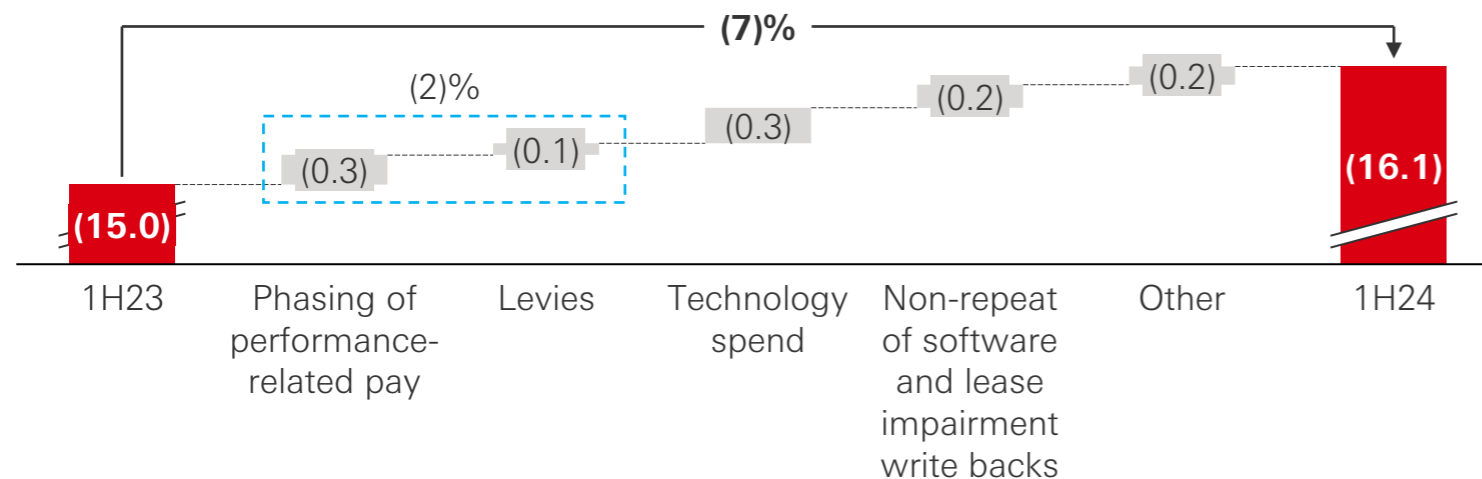 (7)%
(2)%
(15.0)
(0.3)
(0.1)
(0.3)
(0.2)
(0.2)
(16.1)
1H23
Phasing of
performance-
related pay
Levies
Technology
spend
Non-repeat
of software
and lease
impairment
write backs
Other
1H24